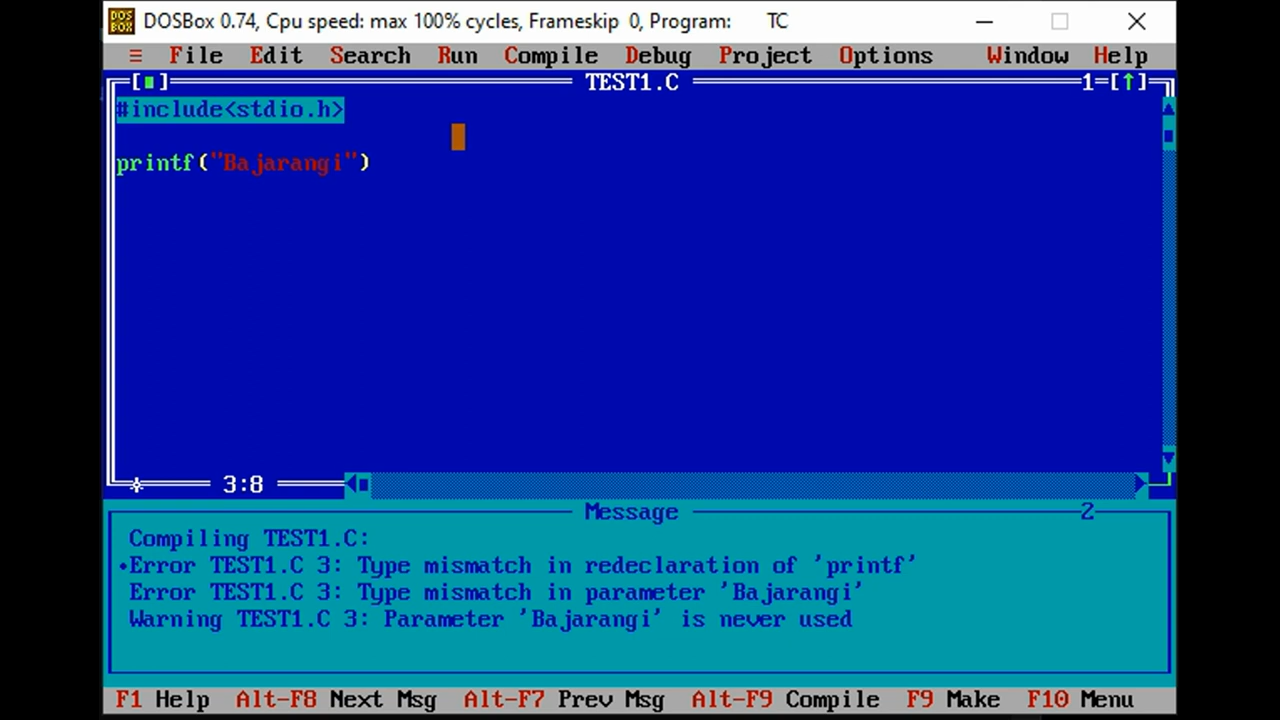 DOSBox 0.74, Cpu speed: max 100% cycles, Frameskip 0, Program: TC
≡ File Edit Search Run Compile Debug Project Options Window Help
[■] TEST1.C 1=[↑]
#include<stdio.h>
printf("Bajarangi")
3:8
Message 2
Compiling TEST1.C:
•Error TEST1.C 3: Type mismatch in redeclaration of 'printf'
Error TEST1.C 3: Type mismatch in parameter 'Bajarangi'
Warning TEST1.C 3: Parameter 'Bajarangi' is never used
F1 Help Alt-F8 Next Msg Alt-F7 Prev Msg Alt-F9 Compile F9 Make F10 Menu